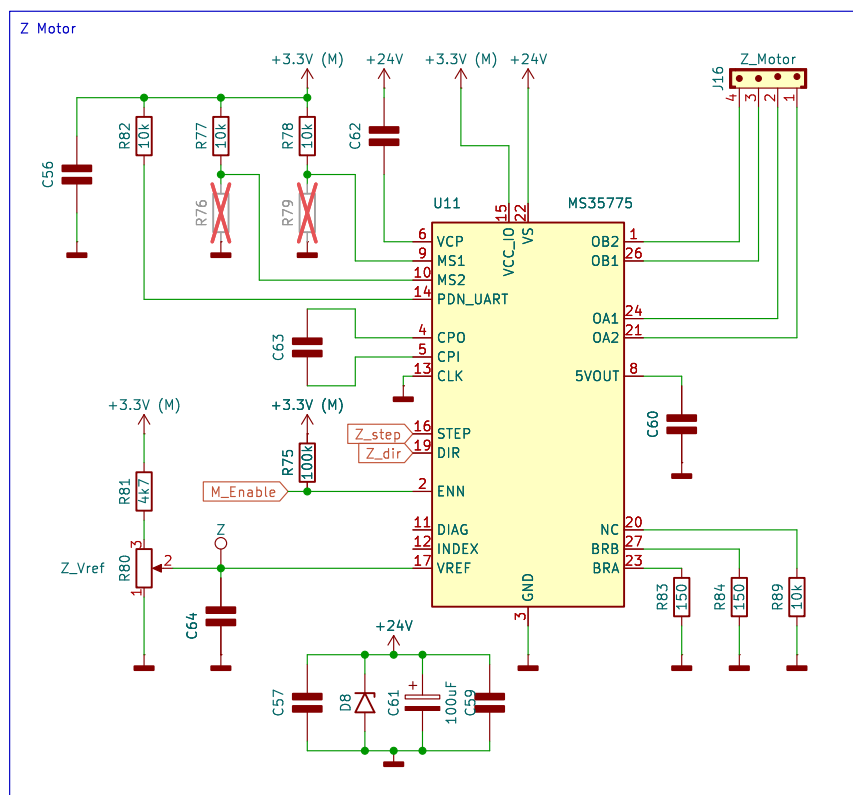 Z Motor
+3.3V (M)
+24V
+3.3V (M)
+24V
Z_Motor
J16
4
3
2
1
R82
10k
R77
10k
R78
10k
C62
C56
R76
R79
U11
MS35775
15
22
VCC_IO
VS
6
VCP
9
MS1
10
MS2
14
PDN_UART
4
CPO
5
CPI
13
CLK
16
STEP
19
DIR
2
ENN
11
DIAG
12
INDEX
17
VREF
OB2
1
OB1
26
OA1
24
OA2
21
5VOUT
8
NC
20
BRB
27
BRA
23
GND
3
C63
C60
+3.3V (M)
+3.3V (M)
R75
100k
Z_step
Z_dir
M_Enable
R81
4k7
Z
Z_Vref
R80
3
2
1
C64
R83
150
R84
150
R89
10k
+24V
C57
D8
C61
+
100uF
C59